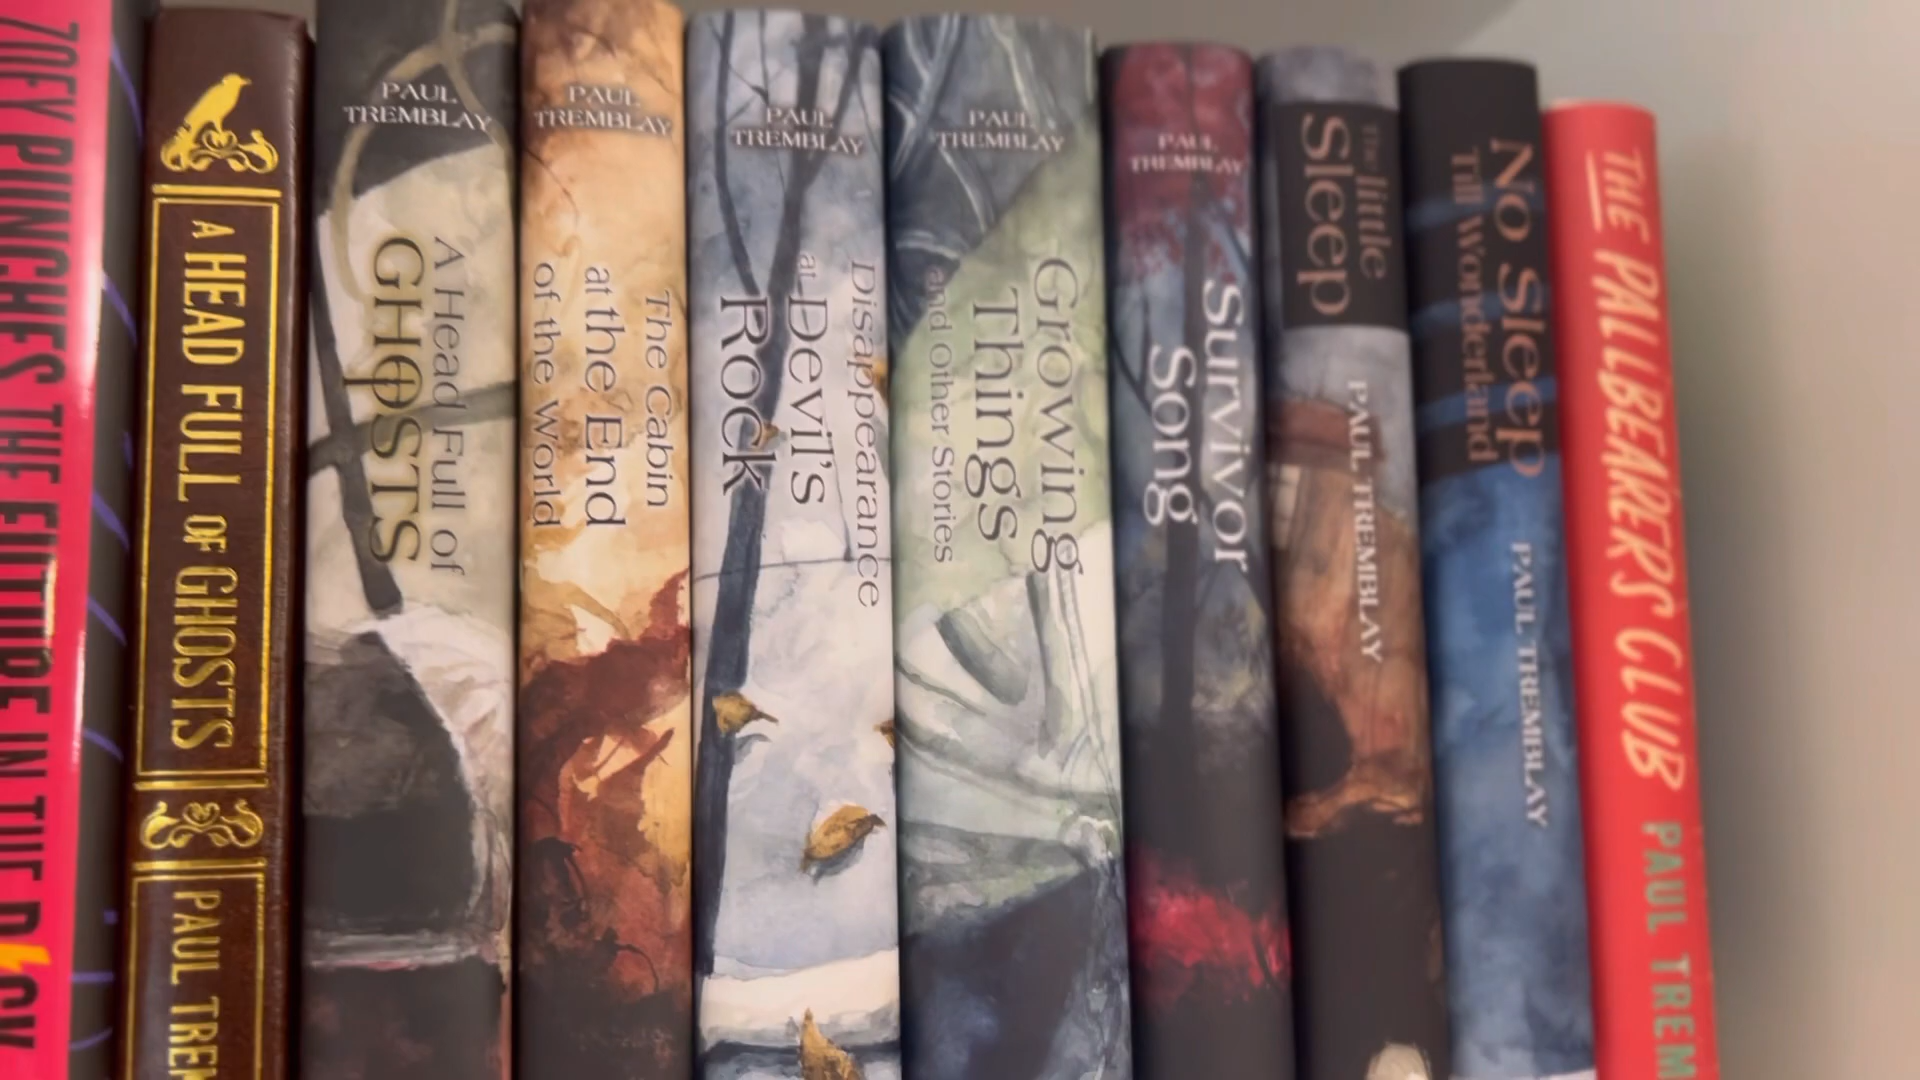 ZOEY PUNCHES THE FUTURE IN THE
A HEAD FULL OF GHOSTS
PAUL TREM
PAUL
TREMBLAY
A Head Full of
GHOSTS
PAUL
TREMBLAY
The Cabin
at the End
of the World
PAUL
TREMBLAY
Disappearance
at Devil's
Rock
PAUL
TREMBLAY
Growing
Things
and Other Stories
PAUL
TREMBLAY
Survivor
Song
The little
Sleep
PAUL TREMBLAY
No Sleep
Till Wonderland
PAUL TREMBLAY
THE PALLBEARERS CLUB PAUL TREM